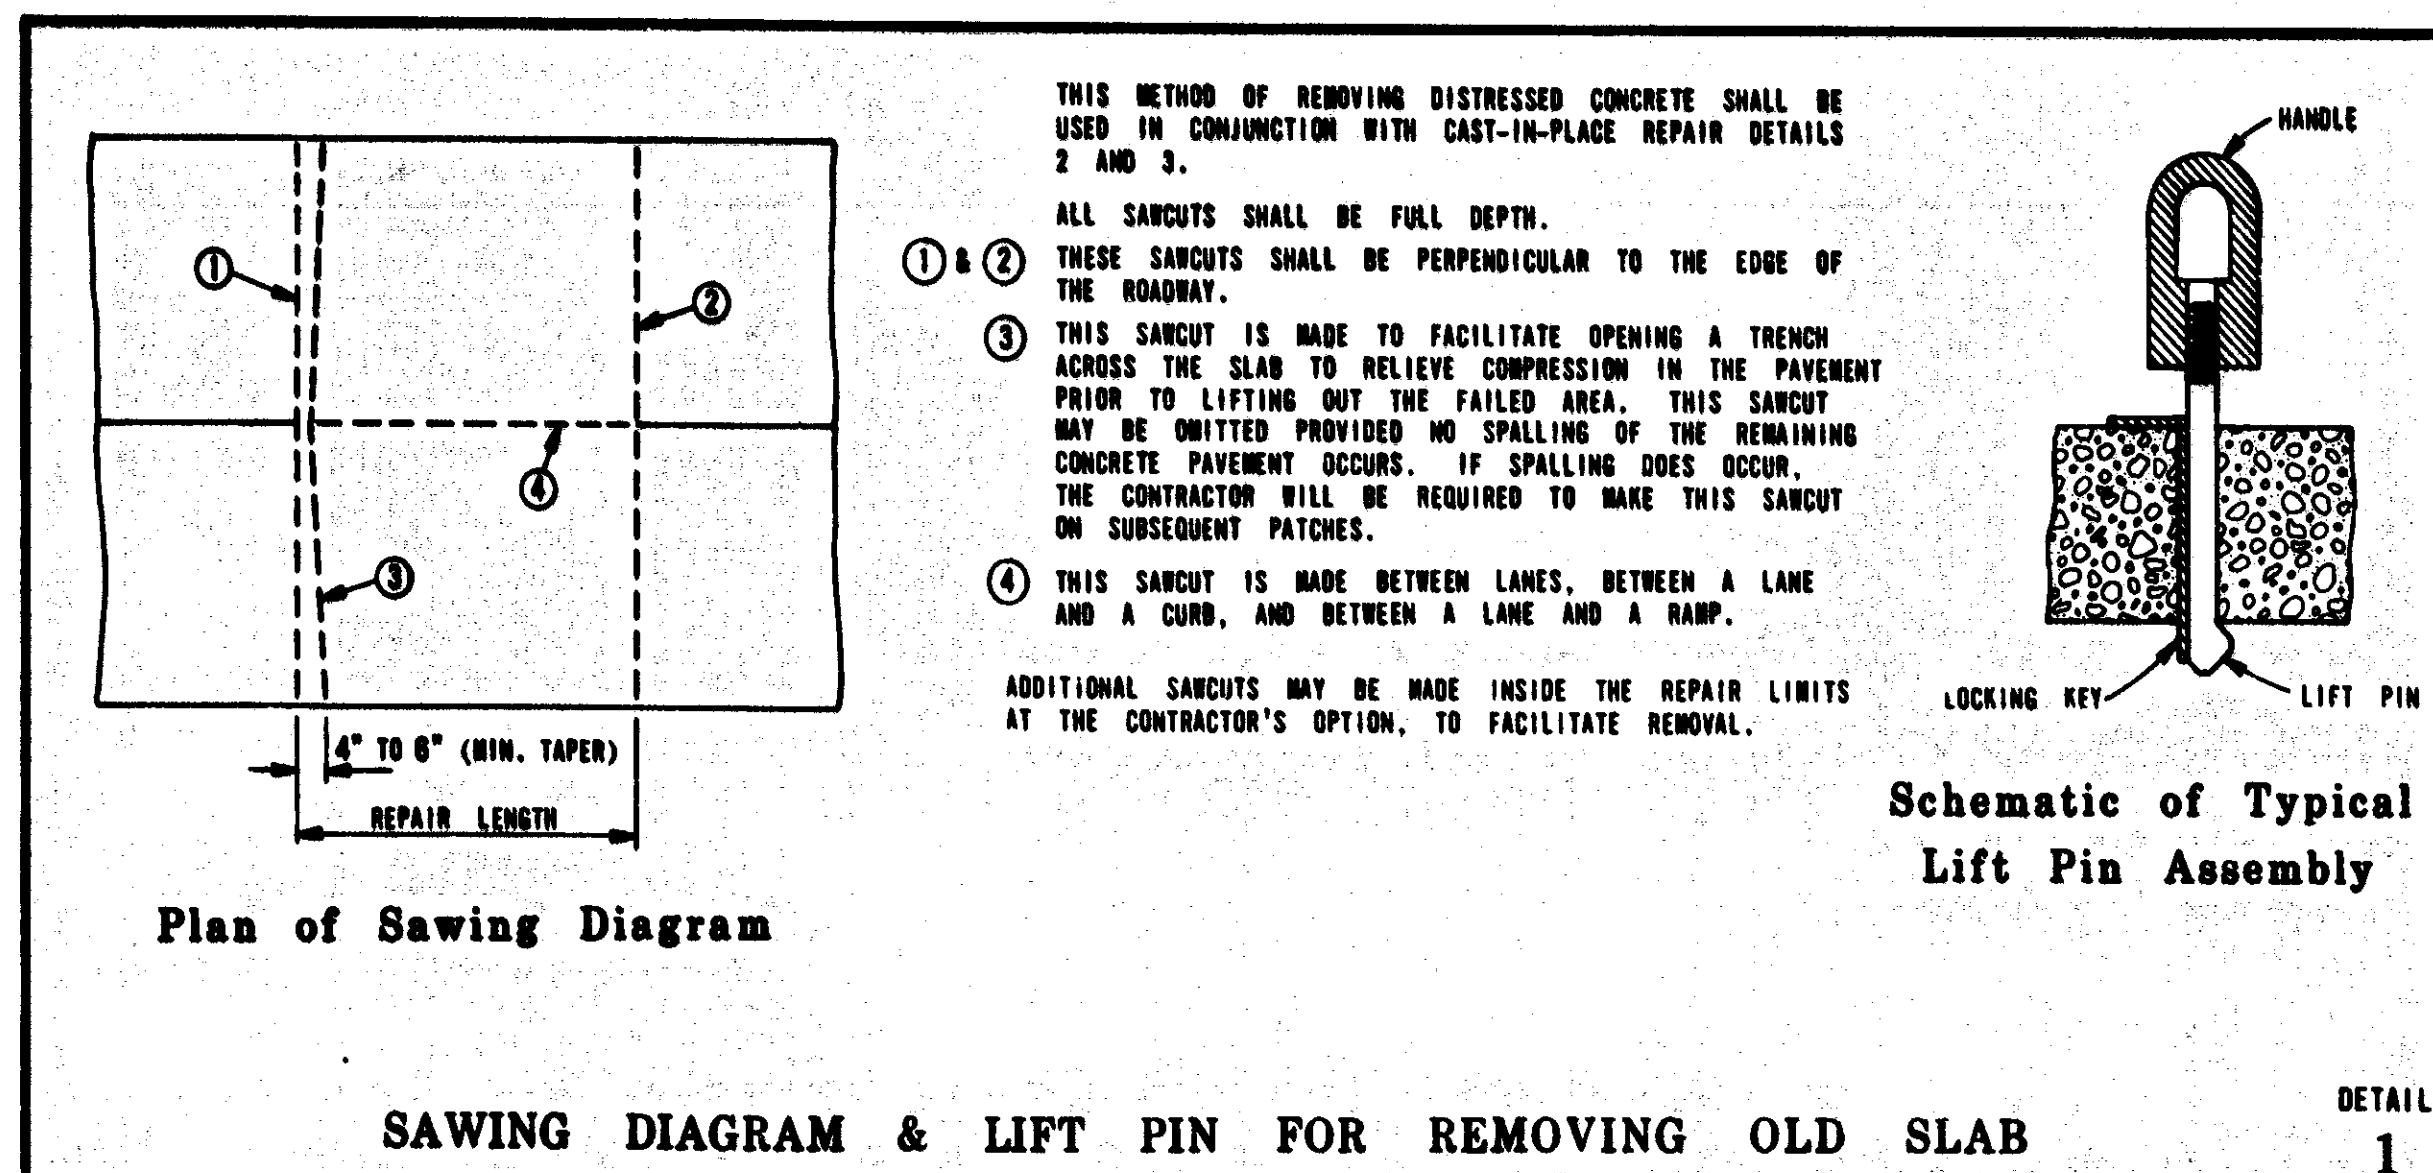 THIS METHOD OF REMOVING DISTRESSED CONCRETE SHALL BE
USED IN CONJUNCTION WITH CAST-IN-PLACE REPAIR DETAILS
2 AND 3.
ALL SAWCUTS SHALL BE FULL DEPTH.
1 & 2 THESE SAWCUTS SHALL BE PERPENDICULAR TO THE EDGE OF
THE ROADWAY.
3 THIS SAWCUT IS MADE TO FACILITATE OPENING A TRENCH
ACROSS THE SLAB TO RELIEVE COMPRESSION IN THE PAVEMENT
PRIOR TO LIFTING OUT THE FAILED AREA. THIS SAWCUT
MAY BE OMITTED PROVIDED NO SPALLING OF THE REMAINING
CONCRETE PAVEMENT OCCURS. IF SPALLING DOES OCCUR,
THE CONTRACTOR WILL BE REQUIRED TO MAKE THIS SAWCUT
ON SUBSEQUENT PATCHES.
4 THIS SAWCUT IS MADE BETWEEN LANES, BETWEEN A LANE
AND A CURB, AND BETWEEN A LANE AND A RAMP.
ADDITIONAL SAWCUTS MAY BE MADE INSIDE THE REPAIR LIMITS
AT THE CONTRACTOR'S OPTION, TO FACILITATE REMOVAL.
1
2
4
3
4" TO 6" (MIN. TAPER)
REPAIR LENGTH
Plan of Sawing Diagram
HANDLE
LOCKING KEY
LIFT PIN
Schematic of Typical
Lift Pin Assembly
SAWING DIAGRAM & LIFT PIN FOR REMOVING OLD SLAB
DETAIL
1